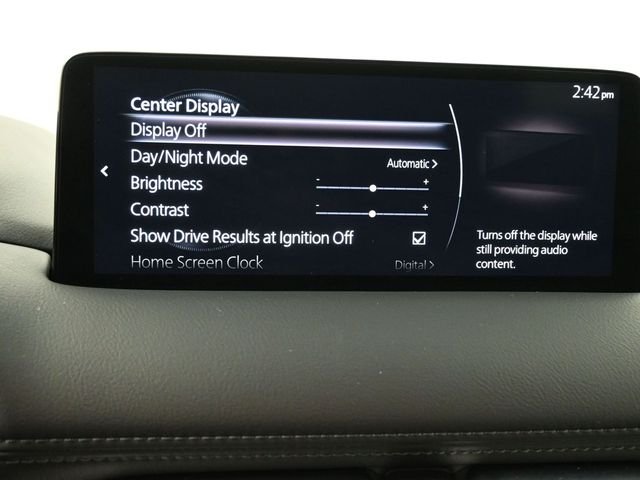 2:42pm
Center Display
Display Off
Day/Night Mode Automatic >
Brightness - +
Contrast - +
Show Drive Results at Ignition Off
Home Screen Clock Digital >
Turns off the display while
still providing audio
content.